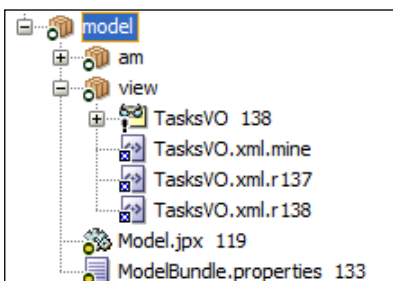 model
am
view
TasksVO 138
TasksVO.xml.mine
TasksVO.xml.r137
TasksVO.xml.r138
Model.jpx 119
ModelBundle.properties 133